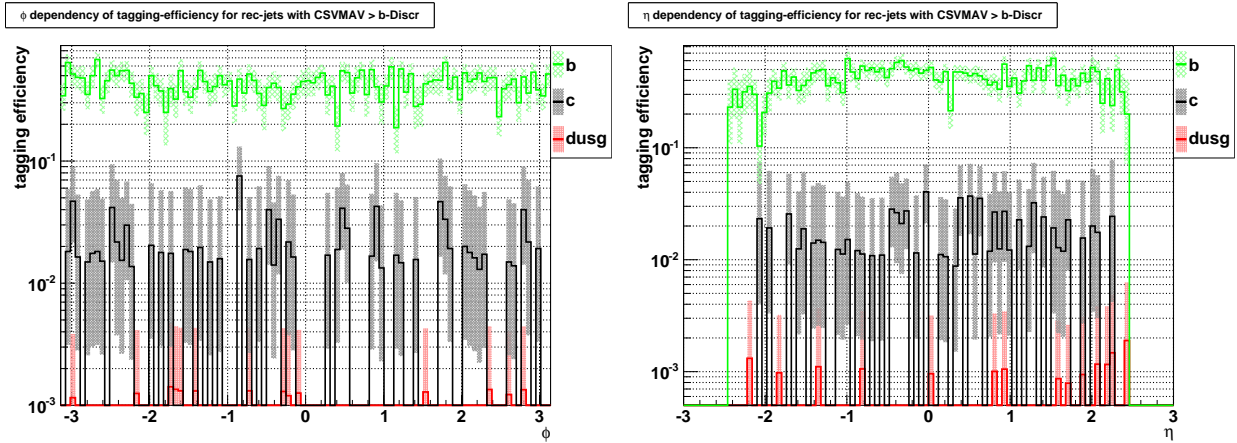 ϕ dependency of tagging-efficiency for rec-jets with CSVMAV > b-Discr
tagging efficiency
10⁻¹
10⁻²
10⁻³
-3 -2 -1 0 1 2 3
ϕ
b
c
dusg
η dependency of tagging-efficiency for rec-jets with CSVMAV > b-Discr
tagging efficiency
10⁻¹
10⁻²
10⁻³
-3 -2 -1 0 1 2 3
η
b
c
dusg